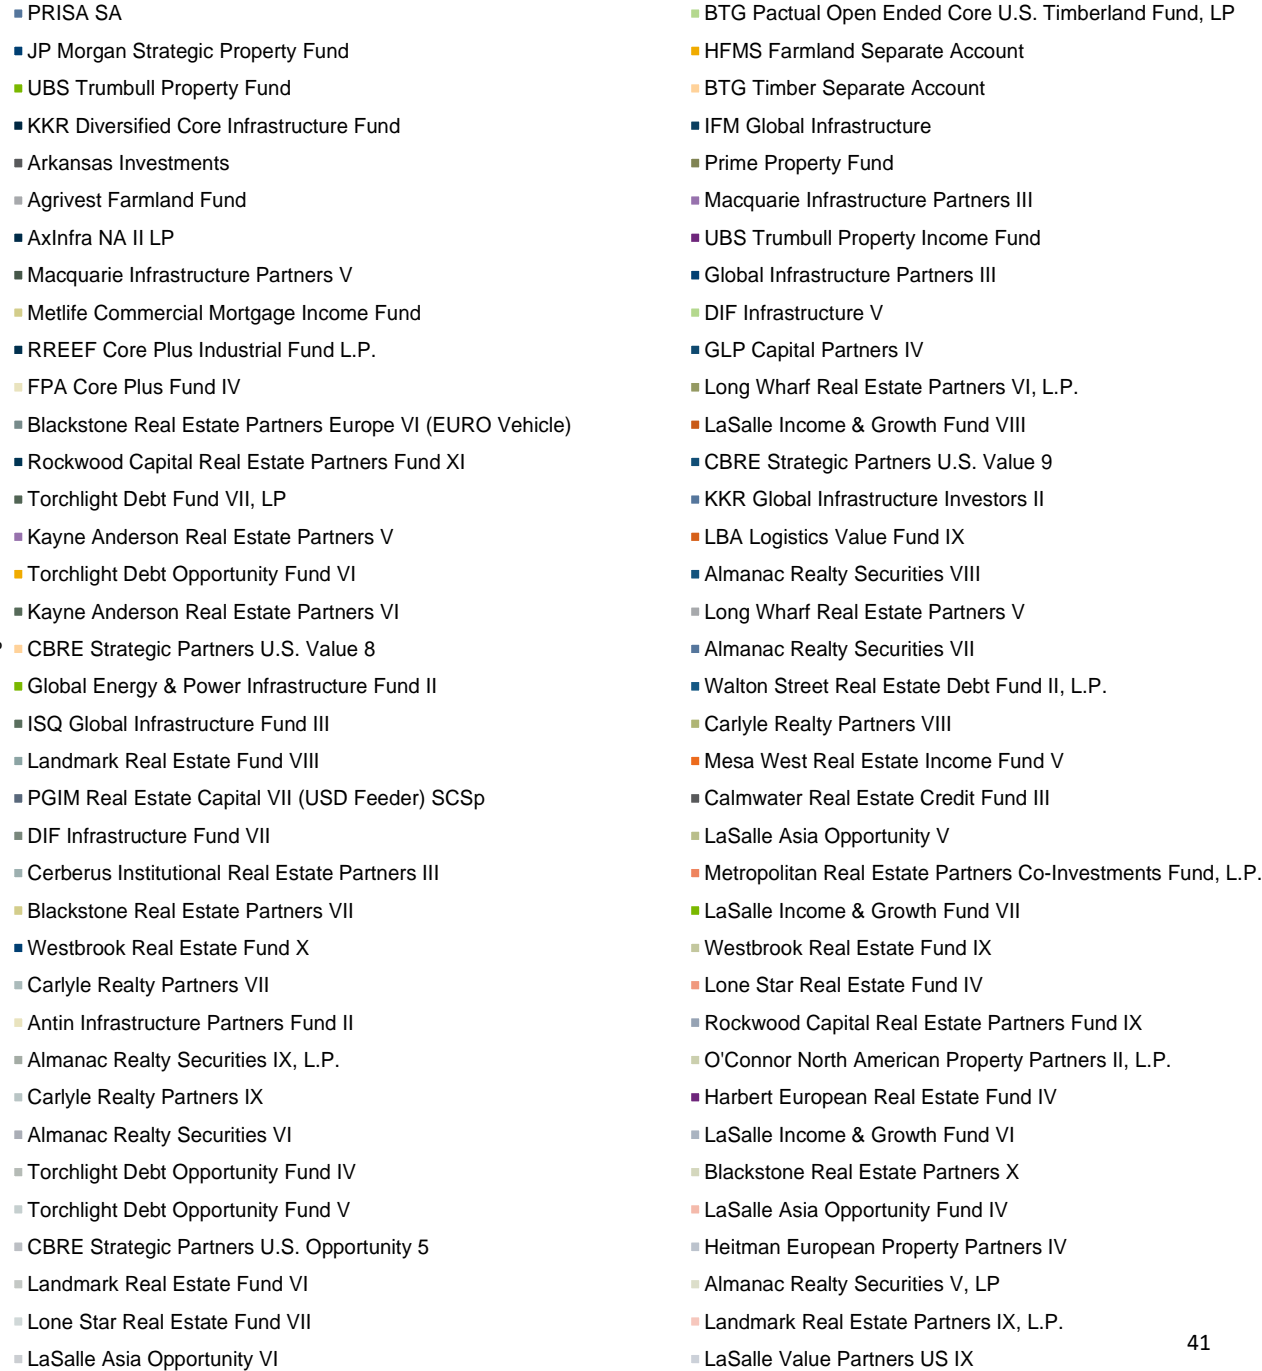 PRISA SA
BTG Pactual Open Ended Core U.S. Timberland Fund, LP
JP Morgan Strategic Property Fund
HFMS Farmland Separate Account
UBS Trumbull Property Fund
BTG Timber Separate Account
KKR Diversified Core Infrastructure Fund
IFM Global Infrastructure
Arkansas Investments
Prime Property Fund
Agrivest Farmland Fund
Macquarie Infrastructure Partners III
AxInfra NA II LP
UBS Trumbull Property Income Fund
Macquarie Infrastructure Partners V
Global Infrastructure Partners III
Metlife Commercial Mortgage Income Fund
DIF Infrastructure V
RREEF Core Plus Industrial Fund L.P.
GLP Capital Partners IV
FPA Core Plus Fund IV
Long Wharf Real Estate Partners VI, L.P.
Blackstone Real Estate Partners Europe VI (EURO Vehicle)
LaSalle Income & Growth Fund VIII
Rockwood Capital Real Estate Partners Fund XI
CBRE Strategic Partners U.S. Value 9
Torchlight Debt Fund VII, LP
KKR Global Infrastructure Investors II
Kayne Anderson Real Estate Partners V
LBA Logistics Value Fund IX
Torchlight Debt Opportunity Fund VI
Almanac Realty Securities VIII
Kayne Anderson Real Estate Partners VI
Long Wharf Real Estate Partners V
CBRE Strategic Partners U.S. Value 8
Almanac Realty Securities VII
Global Energy & Power Infrastructure Fund II
Walton Street Real Estate Debt Fund II, L.P.
ISQ Global Infrastructure Fund III
Carlyle Realty Partners VIII
Landmark Real Estate Fund VIII
Mesa West Real Estate Income Fund V
PGIM Real Estate Capital VII (USD Feeder) SCSp
Calmwater Real Estate Credit Fund III
DIF Infrastructure Fund VII
LaSalle Asia Opportunity V
Cerberus Institutional Real Estate Partners III
Metropolitan Real Estate Partners Co-Investments Fund, L.P.
Blackstone Real Estate Partners VII
LaSalle Income & Growth Fund VII
Westbrook Real Estate Fund X
Westbrook Real Estate Fund IX
Carlyle Realty Partners VII
Lone Star Real Estate Fund IV
Antin Infrastructure Partners Fund II
Rockwood Capital Real Estate Partners Fund IX
Almanac Realty Securities IX, L.P.
O'Connor North American Property Partners II, L.P.
Carlyle Realty Partners IX
Harbert European Real Estate Fund IV
Almanac Realty Securities VI
LaSalle Income & Growth Fund VI
Torchlight Debt Opportunity Fund IV
Blackstone Real Estate Partners X
Torchlight Debt Opportunity Fund V
LaSalle Asia Opportunity Fund IV
CBRE Strategic Partners U.S. Opportunity 5
Heitman European Property Partners IV
Landmark Real Estate Fund VI
Almanac Realty Securities V, LP
Lone Star Real Estate Fund VII
Landmark Real Estate Partners IX, L.P.
LaSalle Asia Opportunity VI
LaSalle Value Partners US IX
41